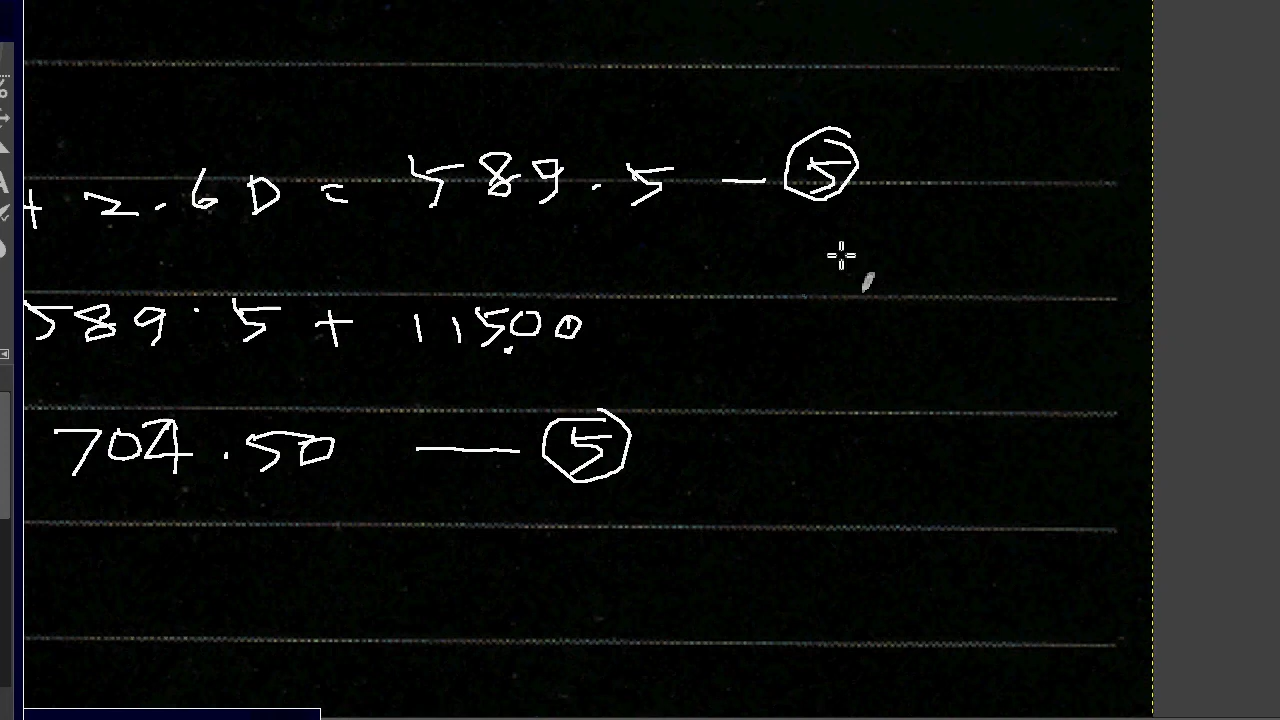 + 2.6D = 589.5 — ⑤
589.5 + 115.00
704.50 — ⑤